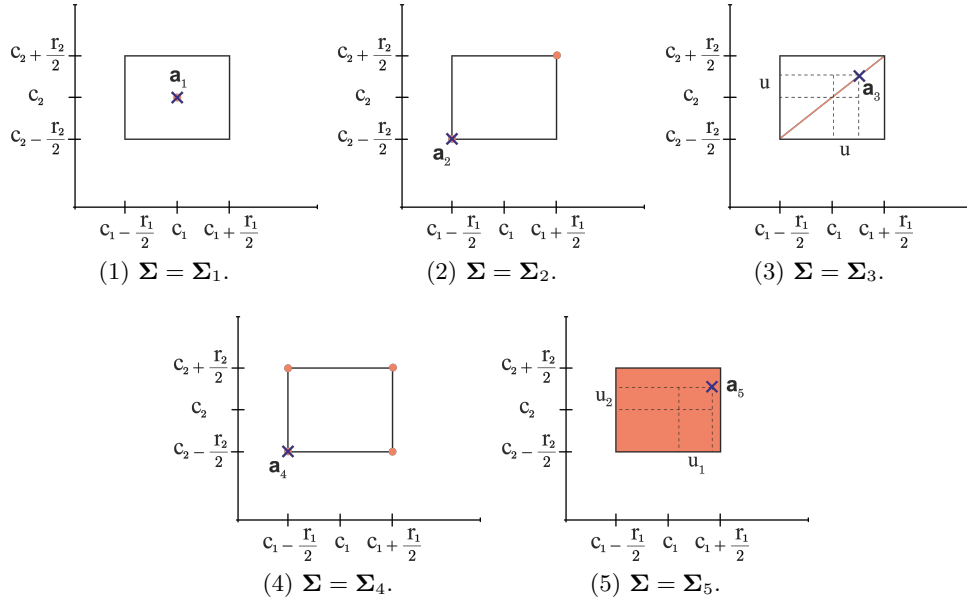 c₂ + r₂/2
c₂
c₂ − r₂/2
a₁
c₁ − r₁/2 c₁ c₁ + r₁/2
(1) Σ = Σ₁.
c₂ + r₂/2
c₂
c₂ − r₂/2
a₂
c₁ − r₁/2 c₁ c₁ + r₁/2
(2) Σ = Σ₂.
c₂ + r₂/2
u
c₂
c₂ − r₂/2
a₃
u
c₁ − r₁/2 c₁ c₁ + r₁/2
(3) Σ = Σ₃.
c₂ + r₂/2
c₂
c₂ − r₂/2
a₄
c₁ − r₁/2 c₁ c₁ + r₁/2
(4) Σ = Σ₄.
c₂ + r₂/2
u₂
c₂
c₂ − r₂/2
a₅
u₁
c₁ − r₁/2 c₁ c₁ + r₁/2
(5) Σ = Σ₅.